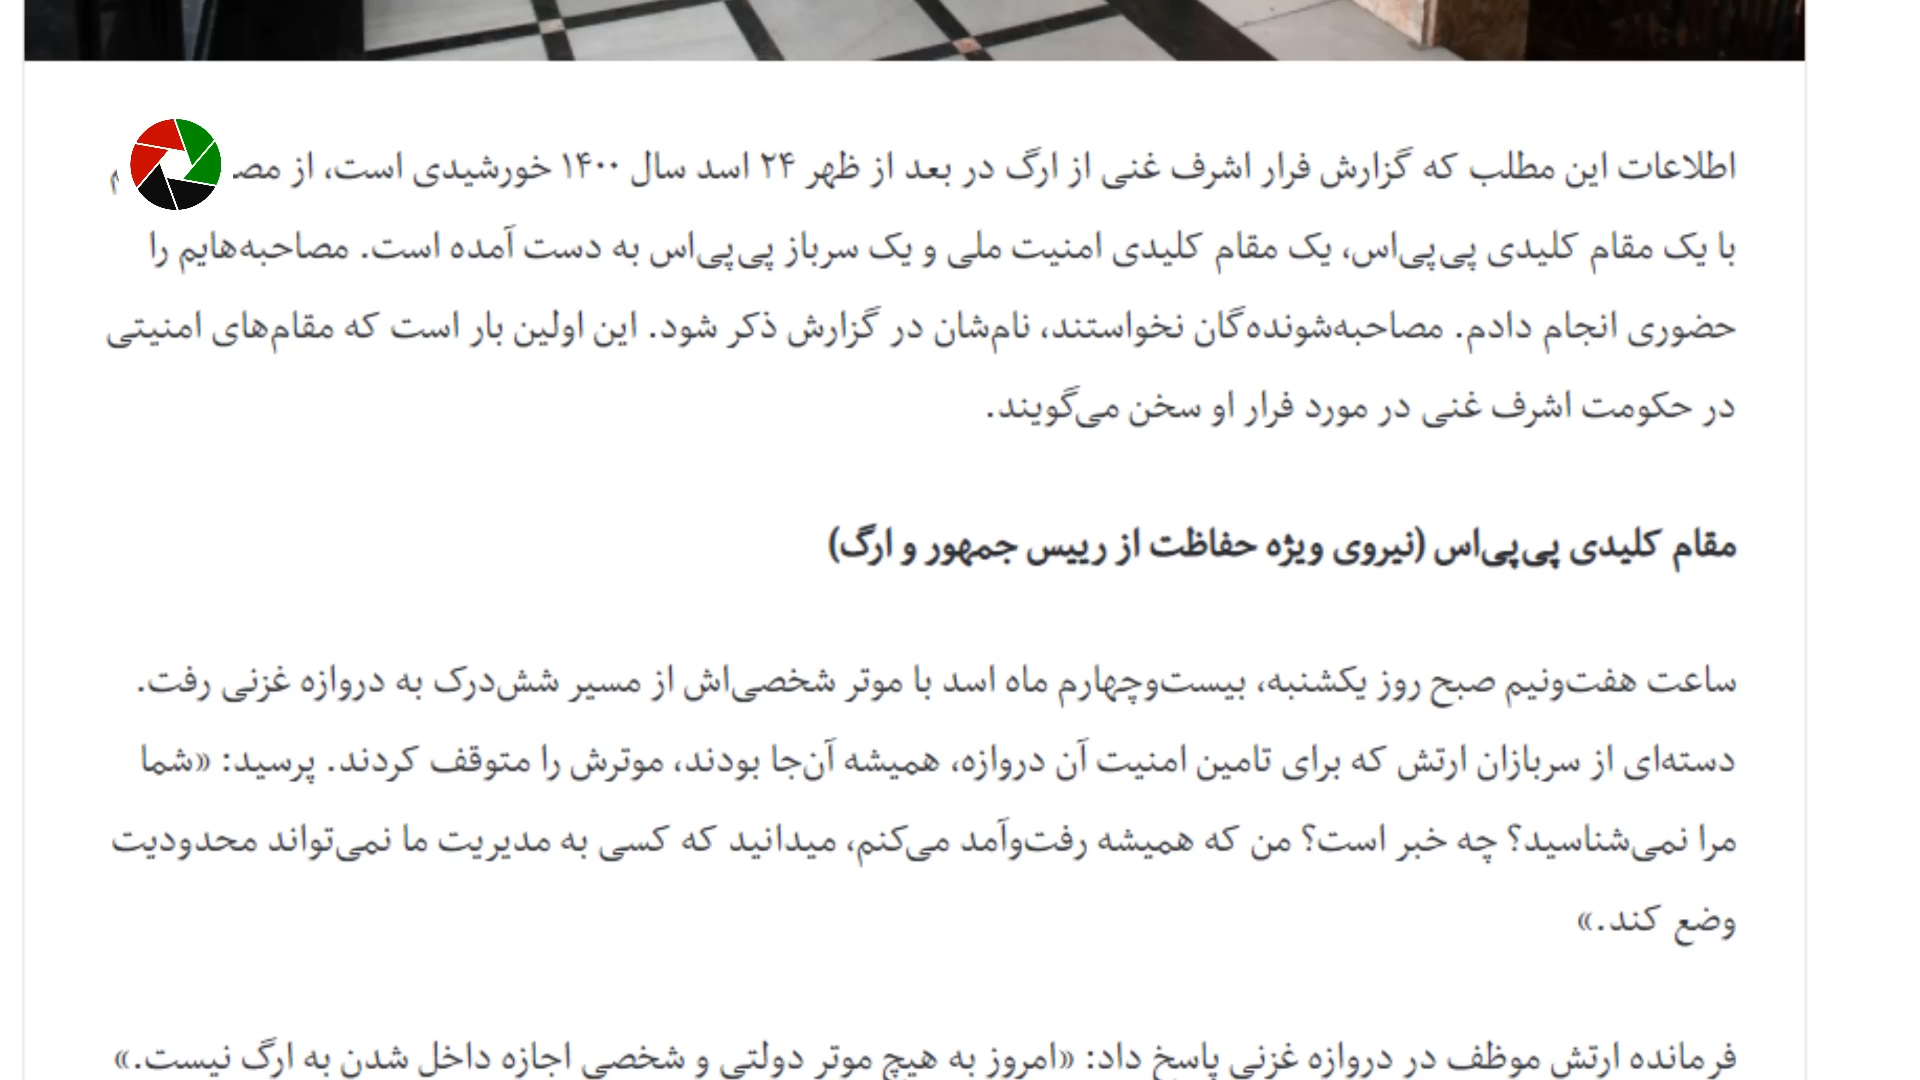 اطلاعات این مطلب که گزارش فرار اشرف غنی از ارگ در بعد از ظهر ۲۴ اسد سال ۱۴۰۰ خورشیدی است، از
با یک مقام کلیدی پی‌پی‌اس، یک مقام کلیدی امنیت ملی و یک سرباز پی‌پی‌اس به دست آمده است. مصاحبه‌هایم را
حضوری انجام دادم. مصاحبه‌شونده‌گان نخواستند، نام‌شان در گزارش ذکر شود. این اولین بار است که مقام‌های امنیتی
در حکومت اشرف غنی در مورد فرار او سخن می‌گویند.
مقام کلیدی پی‌پی‌اس (نیروی ویژه حفاظت از رییس جمهور و ارگ)
ساعت هفت‌ونیم صبح روز یکشنبه، بیست‌وچهارم ماه اسد با موتر شخصی‌اش از مسیر شش‌درک به دروازه غزنی رفت.
دسته‌ای از سربازان ارتش که برای تامین امنیت آن دروازه، همیشه آن‌جا بودند، موترش را متوقف کردند. پرسید: «شما
مرا نمی‌شناسید؟ چه خبر است؟ من که همیشه رفت‌وآمد می‌کنم، میدانید که کسی به مدیریت ما نمی‌تواند محدودیت
وضع کند.»
فرمانده ارتش موظف در دروازه غزنی پاسخ داد: «امروز به هیچ موتر دولتی و شخصی اجازه داخل شدن به ارگ نیست.»